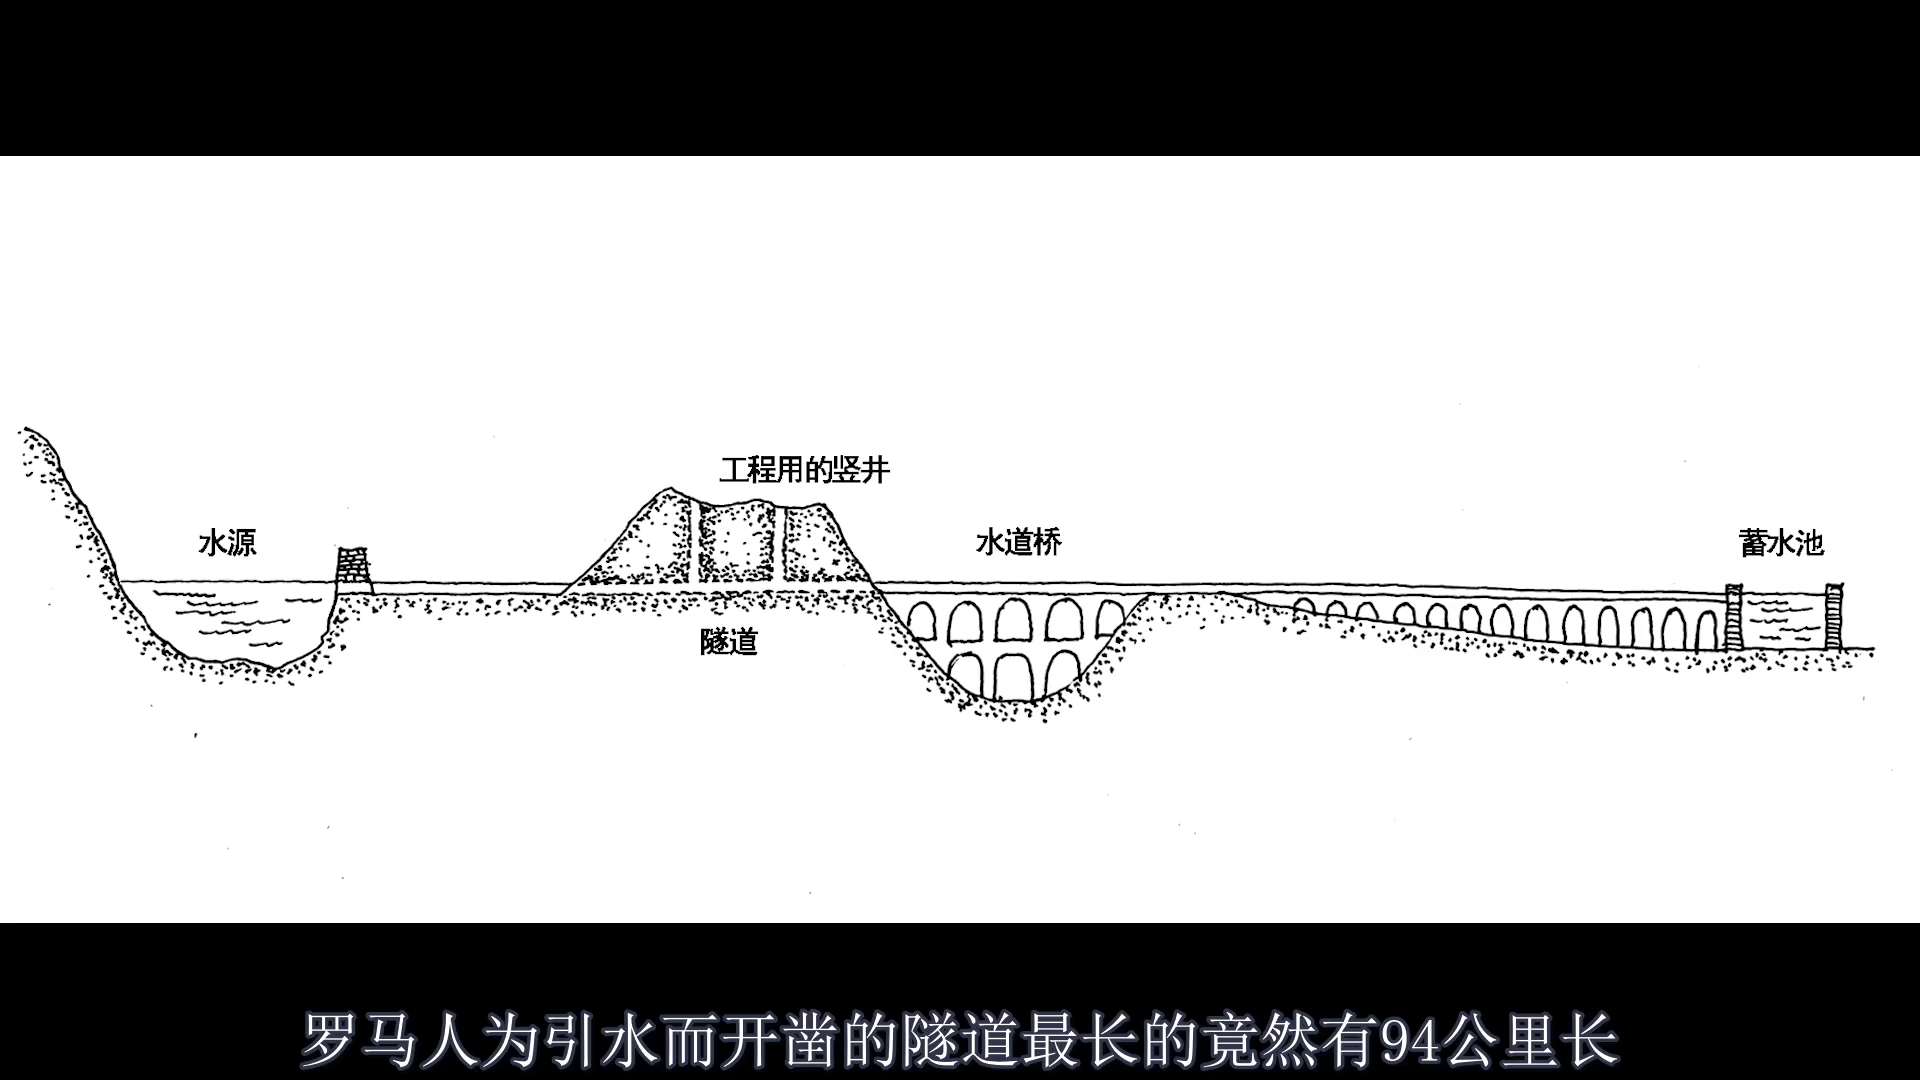 工程用的竖井
水源
水道桥
蓄水池
隧道
罗马人为引水而开凿的隧道最长的竟然有94公里长